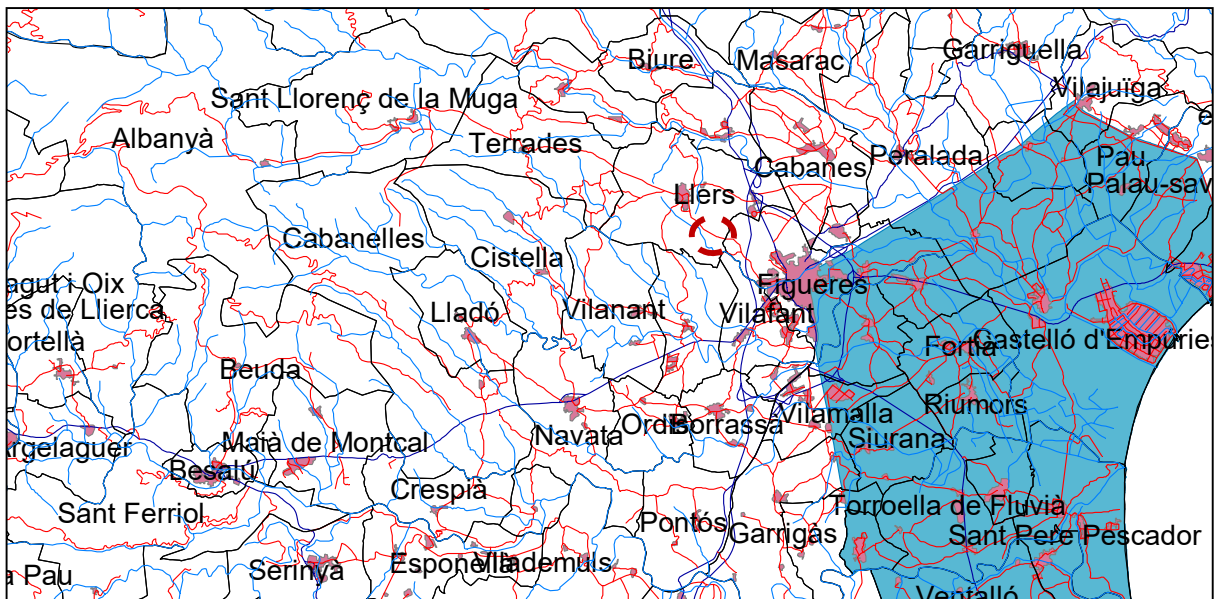 Garriguella
Biure
Masarac
Vilajuïga
Sant Llorenç de la Muga
Albanyà
Terrades
Cabanes
Peralada
Pau
Palau-sav
Llers
Cabanelles
Cistella
agut i Oix
Figueres
es de Llierca
Lladó
Vilanant
Vilafant
ortellà
Fortià
Castelló d'Empúries
Beuda
Riumors
Vilamalla
Ordis
Borrassà
Navata
Siurana
Maià de Montcal
Argelaguer
Besalú
Crespià
Sant Ferriol
Torroella de Fluvià
Pontós
Garrigàs
Sant Pere Pescador
Esponellà
Vilademuls
Serinyà
a Pau
Ventalló